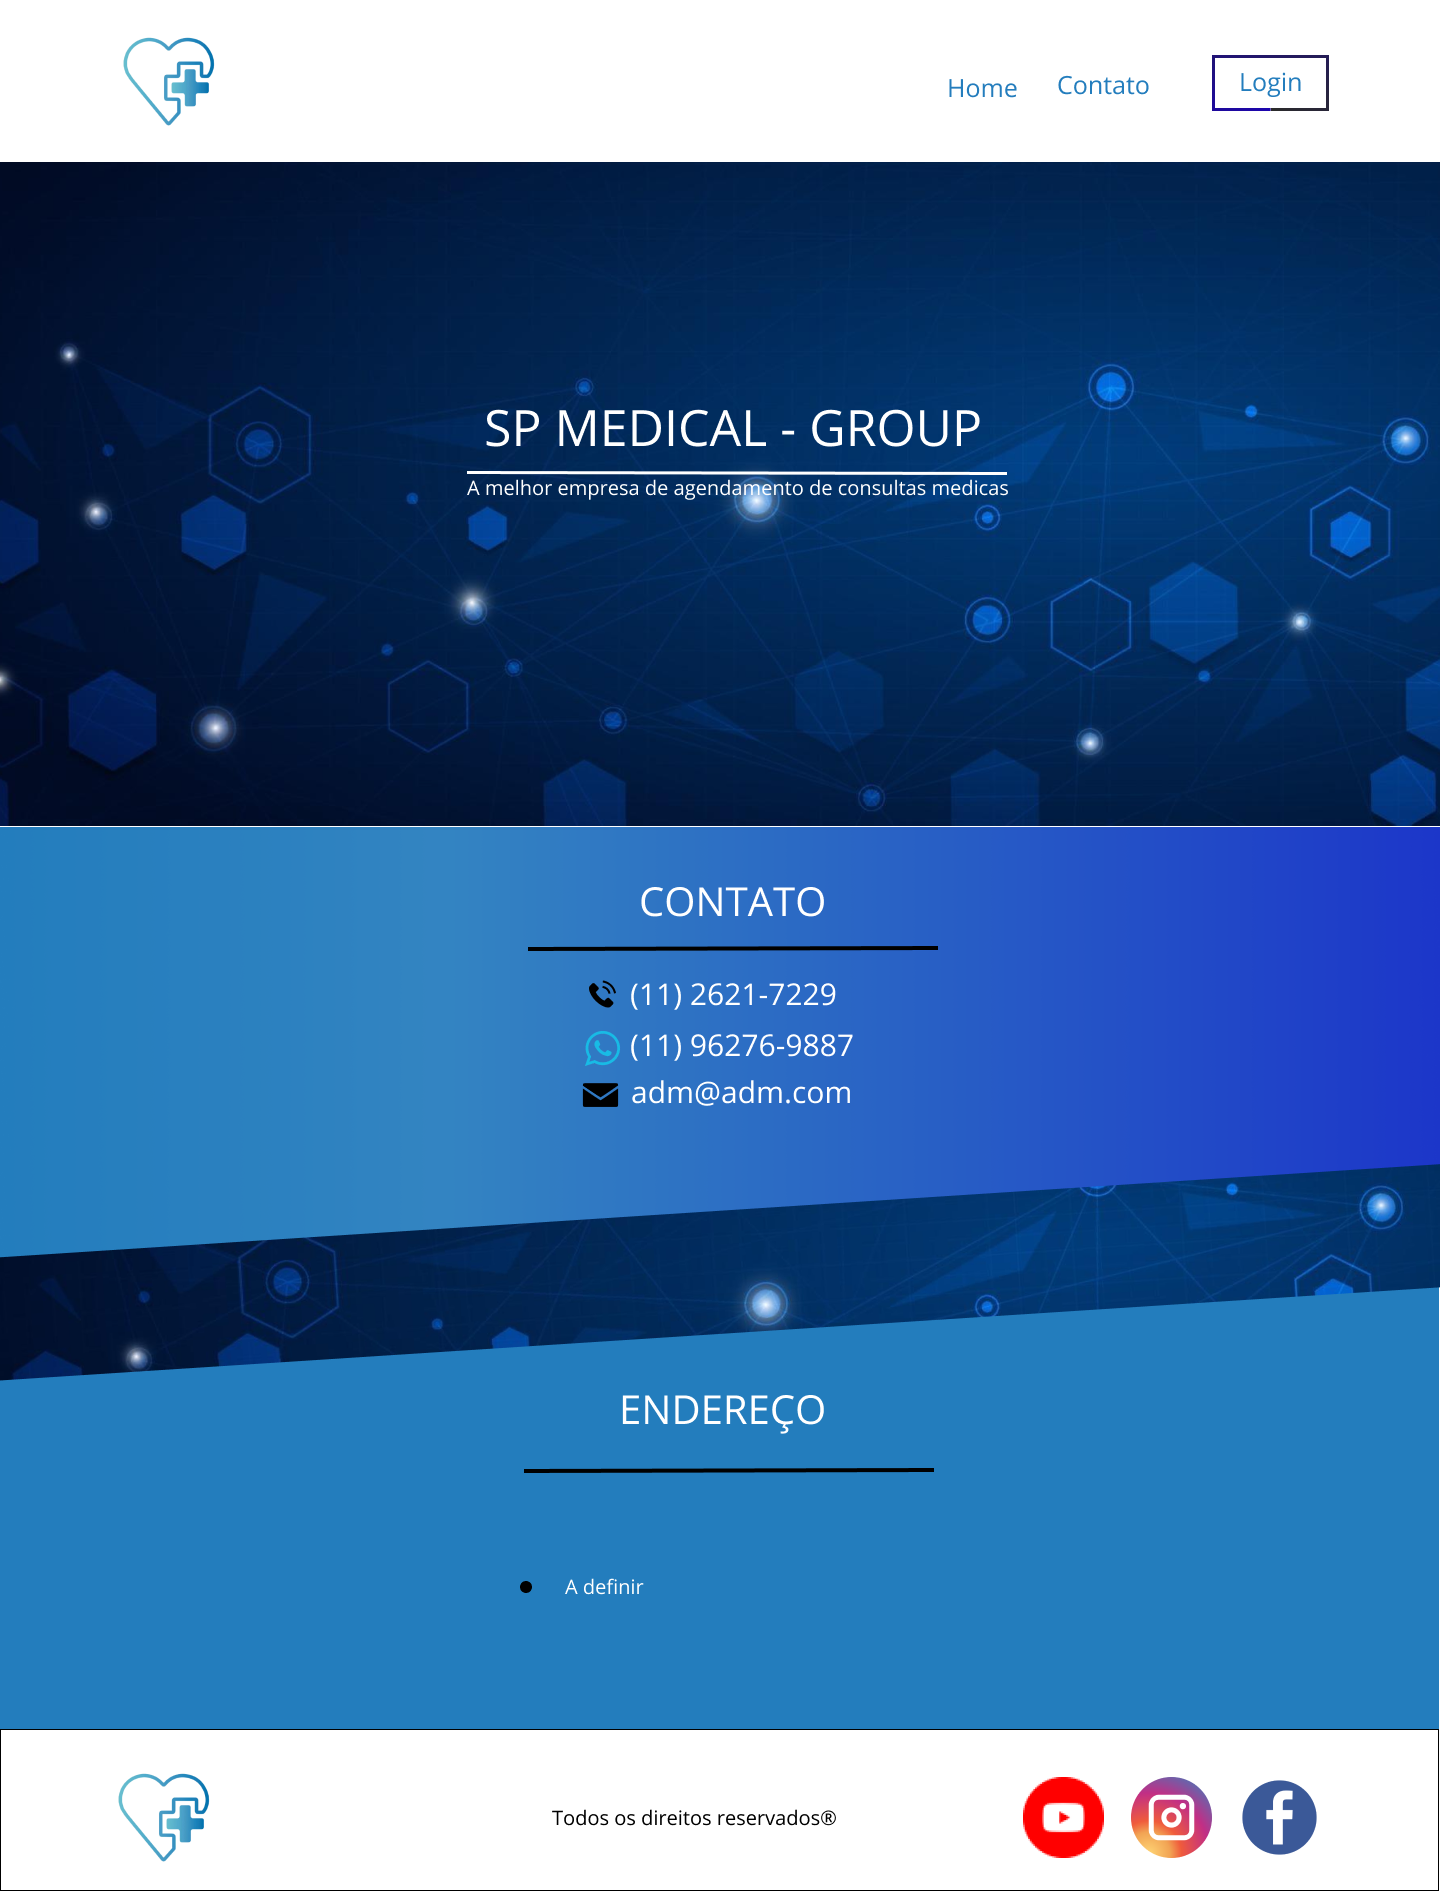 Home
Contato
Login
SP MEDICAL - GROUP
A melhor empresa de agendamento de consultas medicas
CONTATO
(11) 2621-7229
(11) 96276-9887
adm@adm.com
ENDEREÇO
A definir
Todos os direitos reservados®